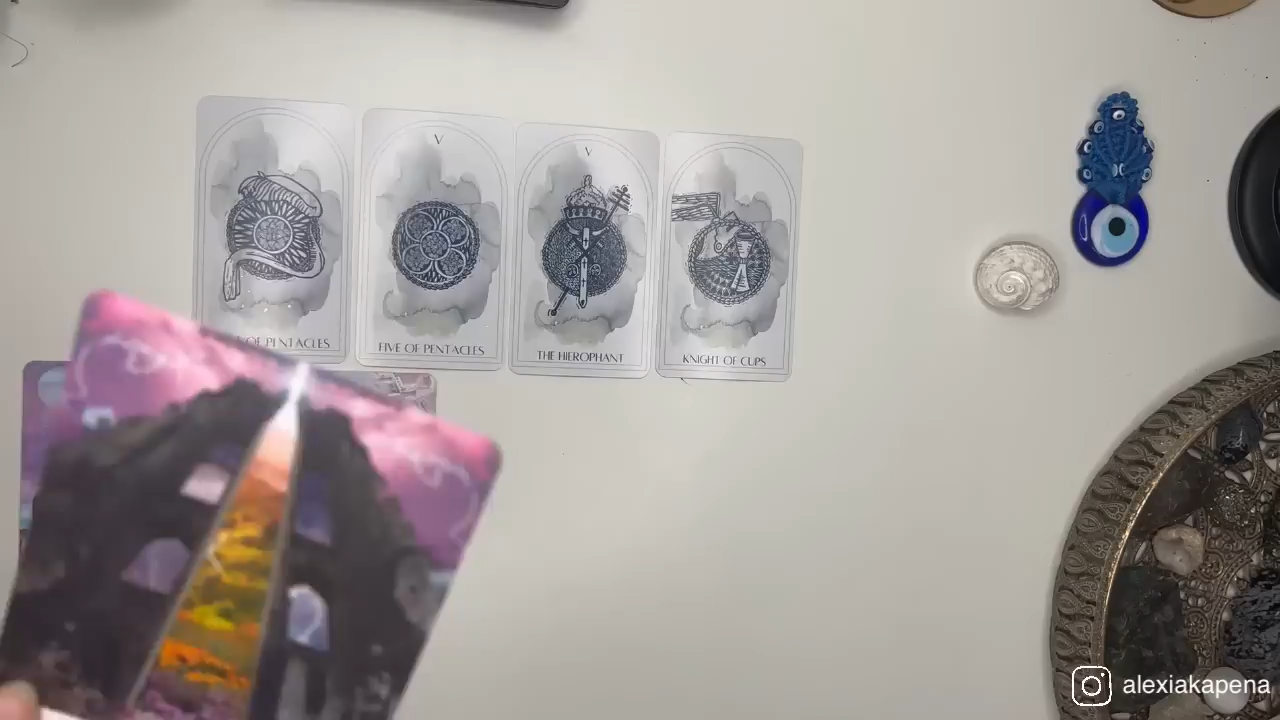 V
V
OF PENTACLES
FIVE OF PENTACLES
THE HIEROPHANT
KNIGHT OF CUPS
alexiakapena